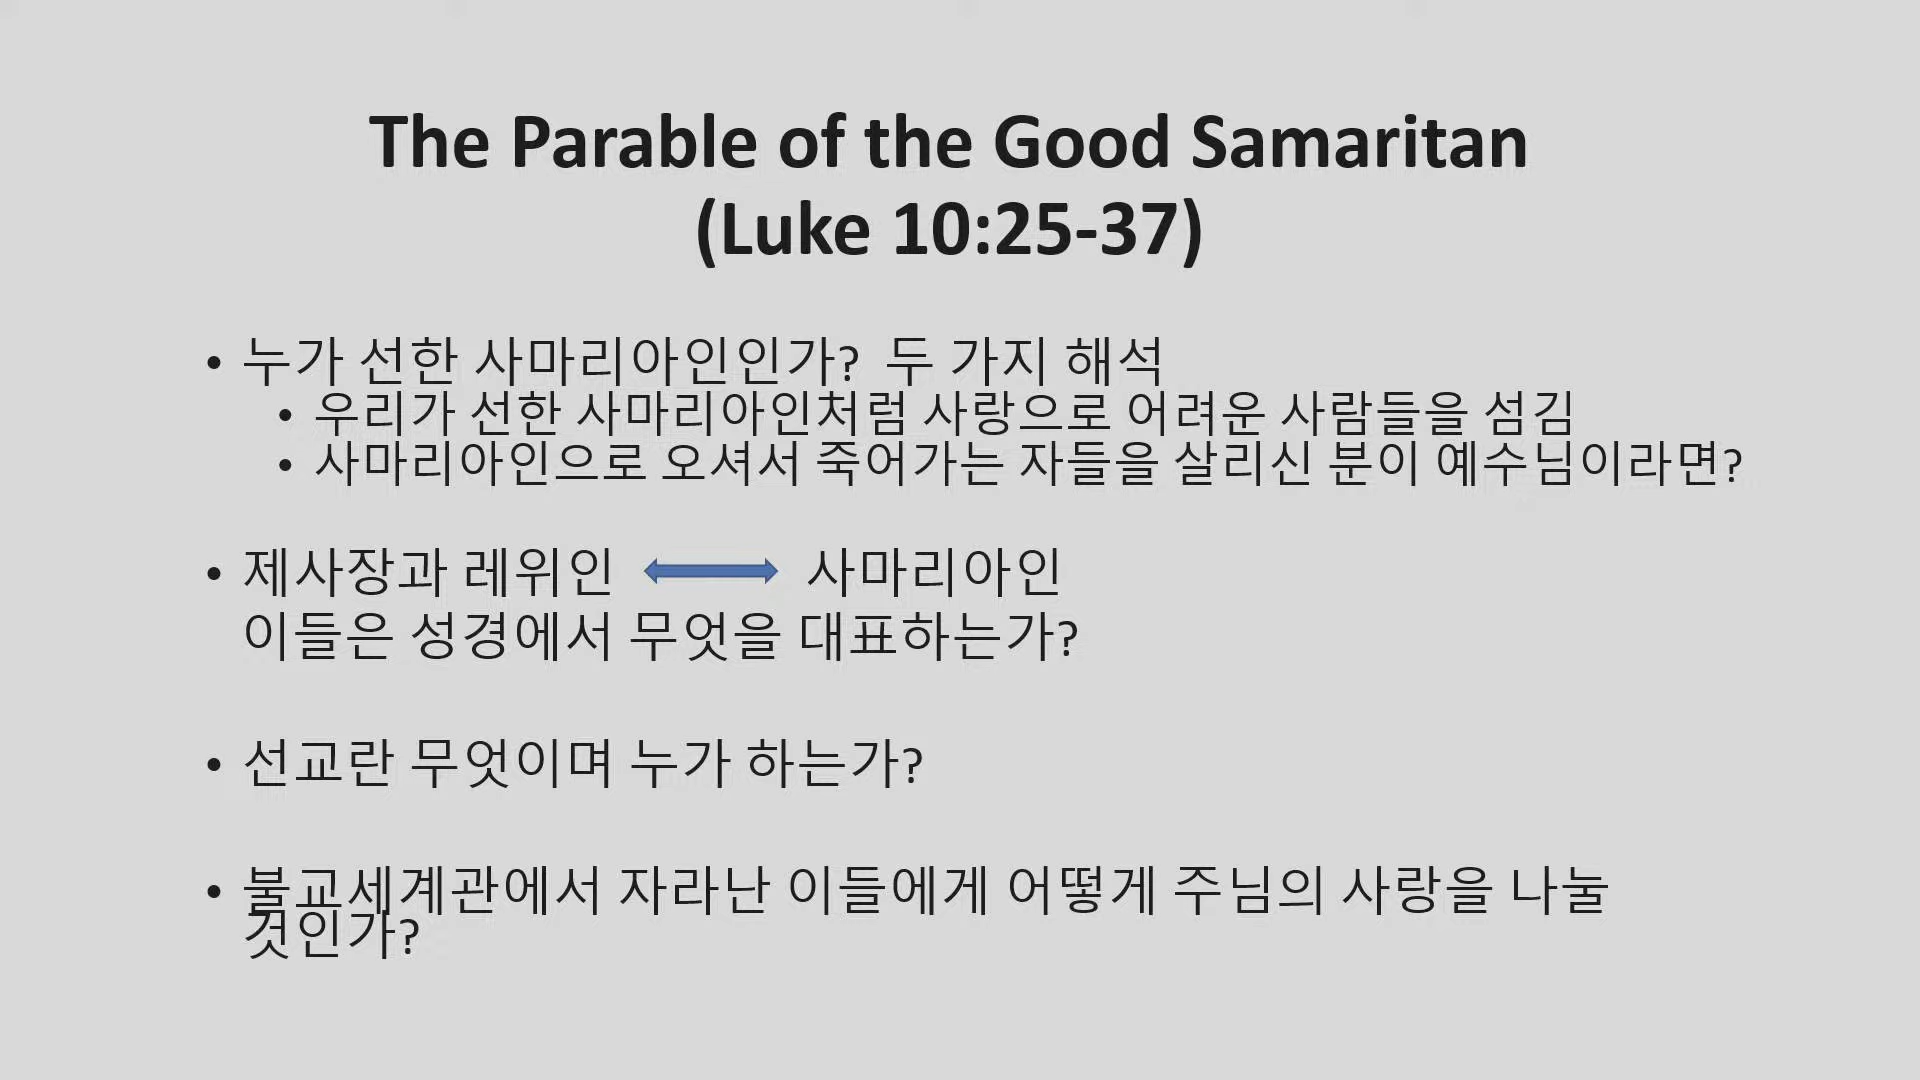 The Parable of the Good Samaritan
(Luke 10:25-37)
• 누가 선한 사마리아인인가? 두 가지 해석
• 우리가 선한 사마리아인처럼 사랑으로 어려운 사람들을 섬김
• 사마리아인으로 오셔서 죽어가는 자들을 살리신 분이 예수님이라면?
• 제사장과 레위인 사마리아인
이들은 성경에서 무엇을 대표하는가?
• 선교란 무엇이며 누가 하는가?
• 불교세계관에서 자라난 이들에게 어떻게 주님의 사랑을 나눌
것인가?